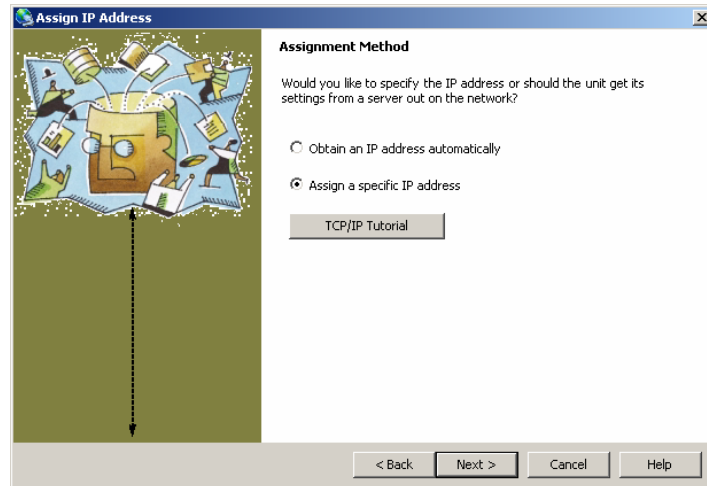 Assign IP Address
Assignment Method
Would you like to specify the IP address or should the unit get its
settings from a server out on the network?
Obtain an IP address automatically
Assign a specific IP address
TCP/IP Tutorial
< Back Next > Cancel Help